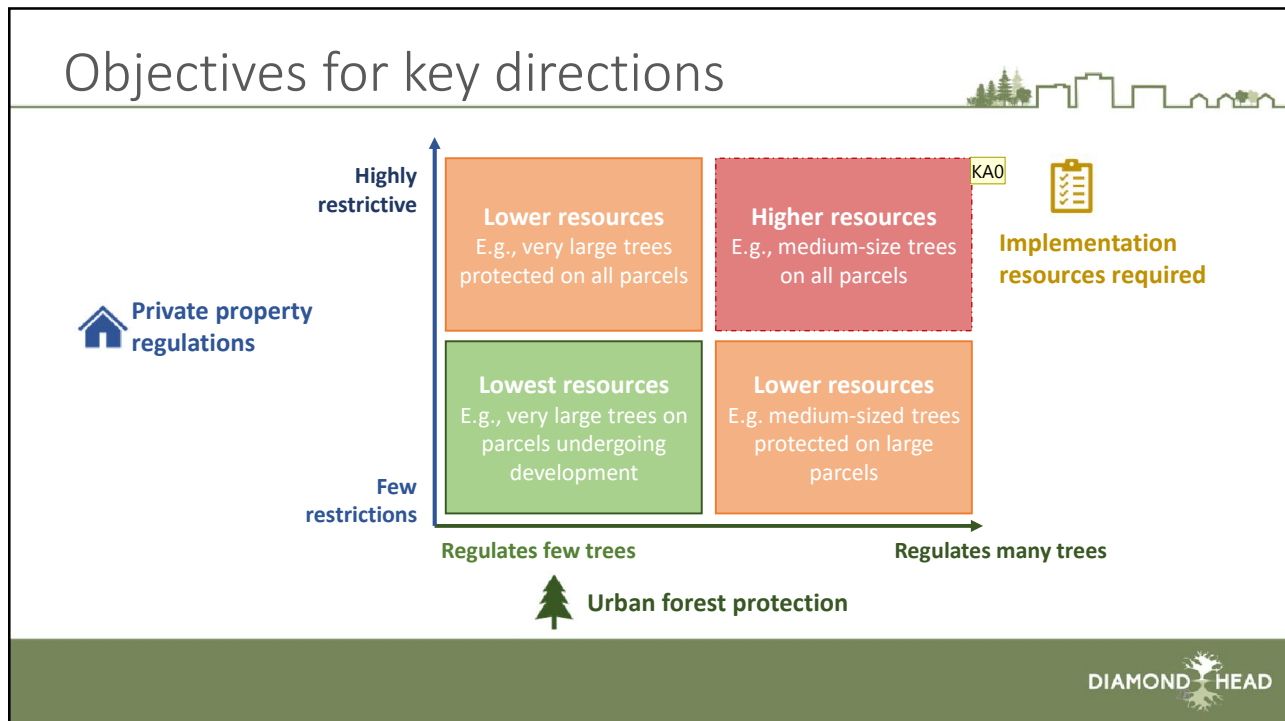 Objectives for key directions
Highly
restrictive
Lower resources
E.g., very large trees
protected on all parcels
Higher resources
E.g., medium-size trees
on all parcels
KA0
Implementation
resources required
Private property
regulations
Lowest resources
E.g., very large trees on
parcels undergoing
development
Lower resources
E.g. medium-sized trees
protected on large
parcels
Few
restrictions
Regulates few trees
Regulates many trees
Urban forest protection
DIAMOND HEAD